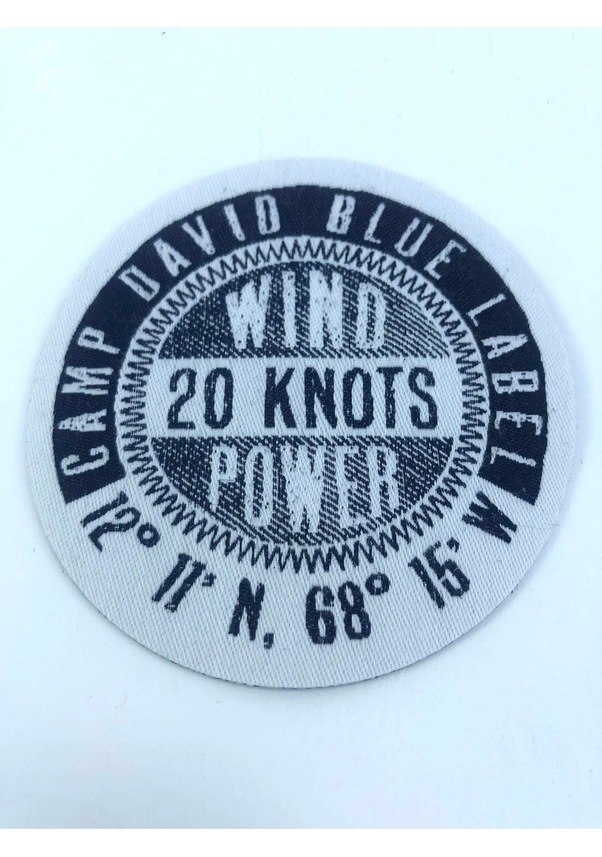 CAMP DAVID BLUE LABEL
WIND
20 KNOTS
POWER
12° 11' N, 68° 15' W